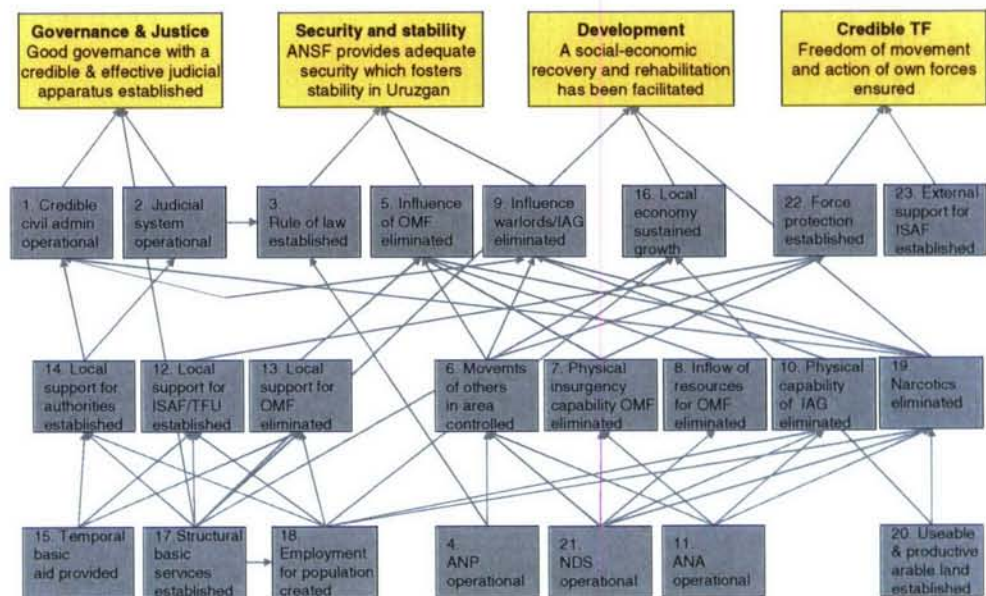 Governance & Justice
Good governance with a
credible & effective judicial
apparatus established
Security and stability
ANSF provides adequate
security which fosters
stability in Uruzgan
Development
A social-economic
recovery and rehabilitation
has been facilitated
Credible TF
Freedom of movement
and action of own forces
ensured
1. Credible
civil admin
operational
2. Judicial
system
operational
3.
Rule of law
established
5. Influence
of OMF
eliminated
9. Influence
warlords/IAG
eliminated
16. Local
economy
sustained
growth
22. Force
protection
established
23. External
support for
ISAF
established
14. Local
support for
authorities
established
12. Local
support for
ISAF/TFU
established
13. Local
support for
OMF
eliminated
6. Movemts
of others
in area
controlled
7. Physical
insurgency
capability OMF
eliminated
8. Inflow of
resources
for OMF
eliminated
10. Physical
capability
of IAG
eliminated
19.
Narcotics
eliminated
15. Temporal
basic
aid provided
17. Structural
basic
services
established
18.
Employment
for population
created
4.
ANP
operational
21.
NDS
operational
11.
ANA
operational
20. Useable
& productive
arable land
established